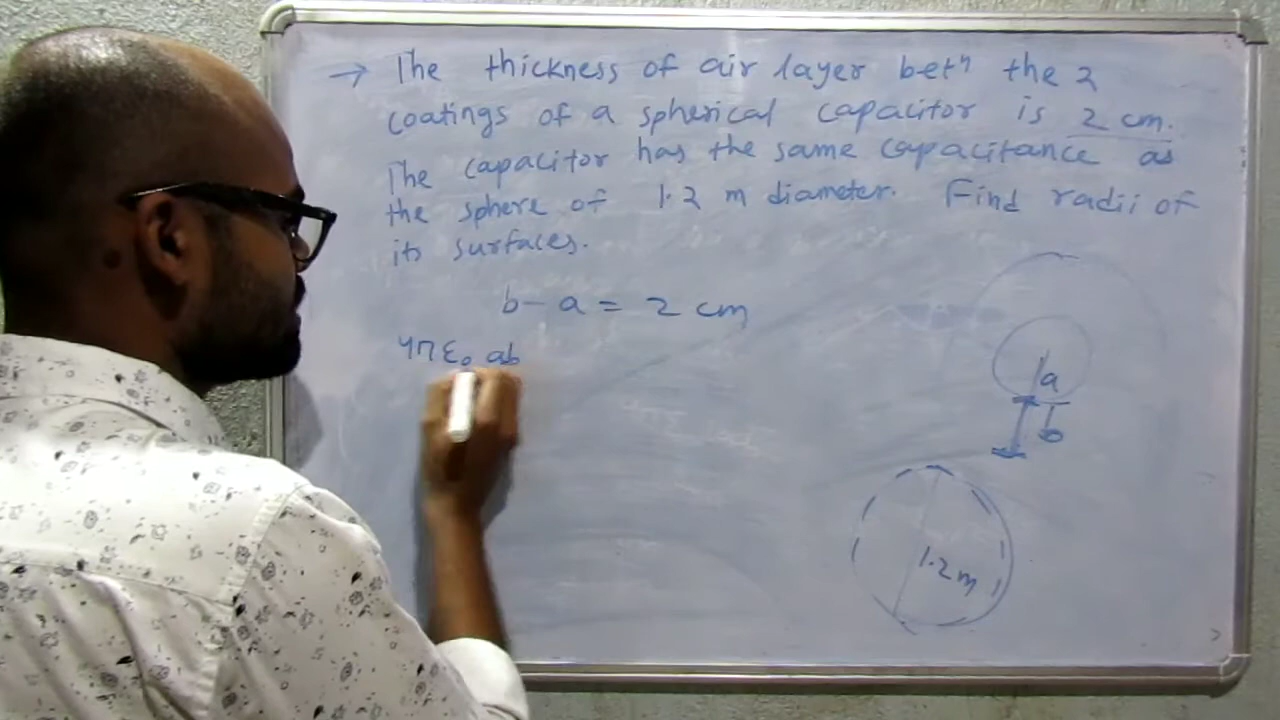 → The thickness of air layer betⁿ the 2
coatings of a spherical capacitor is 2 cm.
The capacitor has the same capacitance as
the sphere of 1.2 m diameter. Find radii of
its surfaces.
b - a = 2 cm
4πε₀ ab
a
b
1.2 m